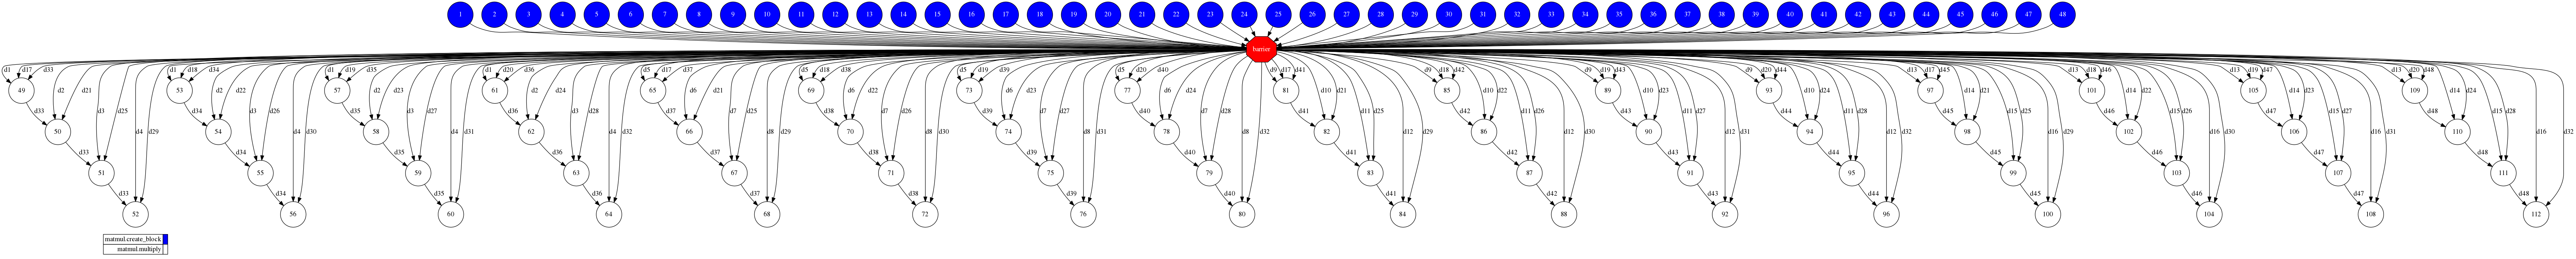 1 2 3 4 5 6 7 8 9 10 11 12 13 14 15 16 17 18 19 20 21 22 23 24 25 26 27 28 29 30 31 32 33 34 35 36 37 38 39 40 41 42 43 44 45 46 47 48
barrier
d1 d17 d33 d1 d18 d34 d1 d19 d35 d1 d20 d36 d5 d17 d37 d5 d18 d38 d5 d19 d39 d5 d20 d40 d9 d17 d41 d9 d18 d42 d9 d19 d43 d9 d20 d44 d13 d17 d45 d13 d18 d46 d13 d19 d47 d13 d20 d48
49 d2 d21 53 d2 d22 57 d2 d23 61 d2 d24 65 d6 d21 69 d6 d22 73 d6 d23 77 d6 d24 81 d10 d21 85 d10 d22 89 d10 d23 93 d10 d24 97 d14 d21 101 d14 d22 105 d14 d23 109 d14 d24
d33 d3 d25 d34 d3 d26 d35 d3 d27 d36 d3 d28 d37 d7 d25 d38 d7 d26 d39 d7 d27 d40 d7 d28 d41 d11 d25 d42 d11 d26 d43 d11 d27 d44 d11 d28 d45 d15 d25 d46 d15 d26 d47 d15 d27 d48 d15 d28
50 d4 d29 54 d4 d30 58 d4 d31 62 d4 d32 66 d8 d29 70 d8 d30 74 d8 d31 78 d8 d32 82 d12 d29 86 d12 d30 90 d12 d31 94 d12 d32 98 d16 d29 102 d16 d30 106 d16 d31 110 d16 d32
d33 d34 d35 d36 d37 d38 d39 d40 d41 d42 d43 d44 d45 d46 d47 d48
51 55 59 63 67 71 75 79 83 87 91 95 99 103 107 111
d33 d34 d35 d36 d37 d38 d39 d40 d41 d42 d43 d44 d45 d46 d47 d48
52 56 60 64 68 72 76 80 84 88 92 96 100 104 108 112
matmul.create_block
matmul.multiply